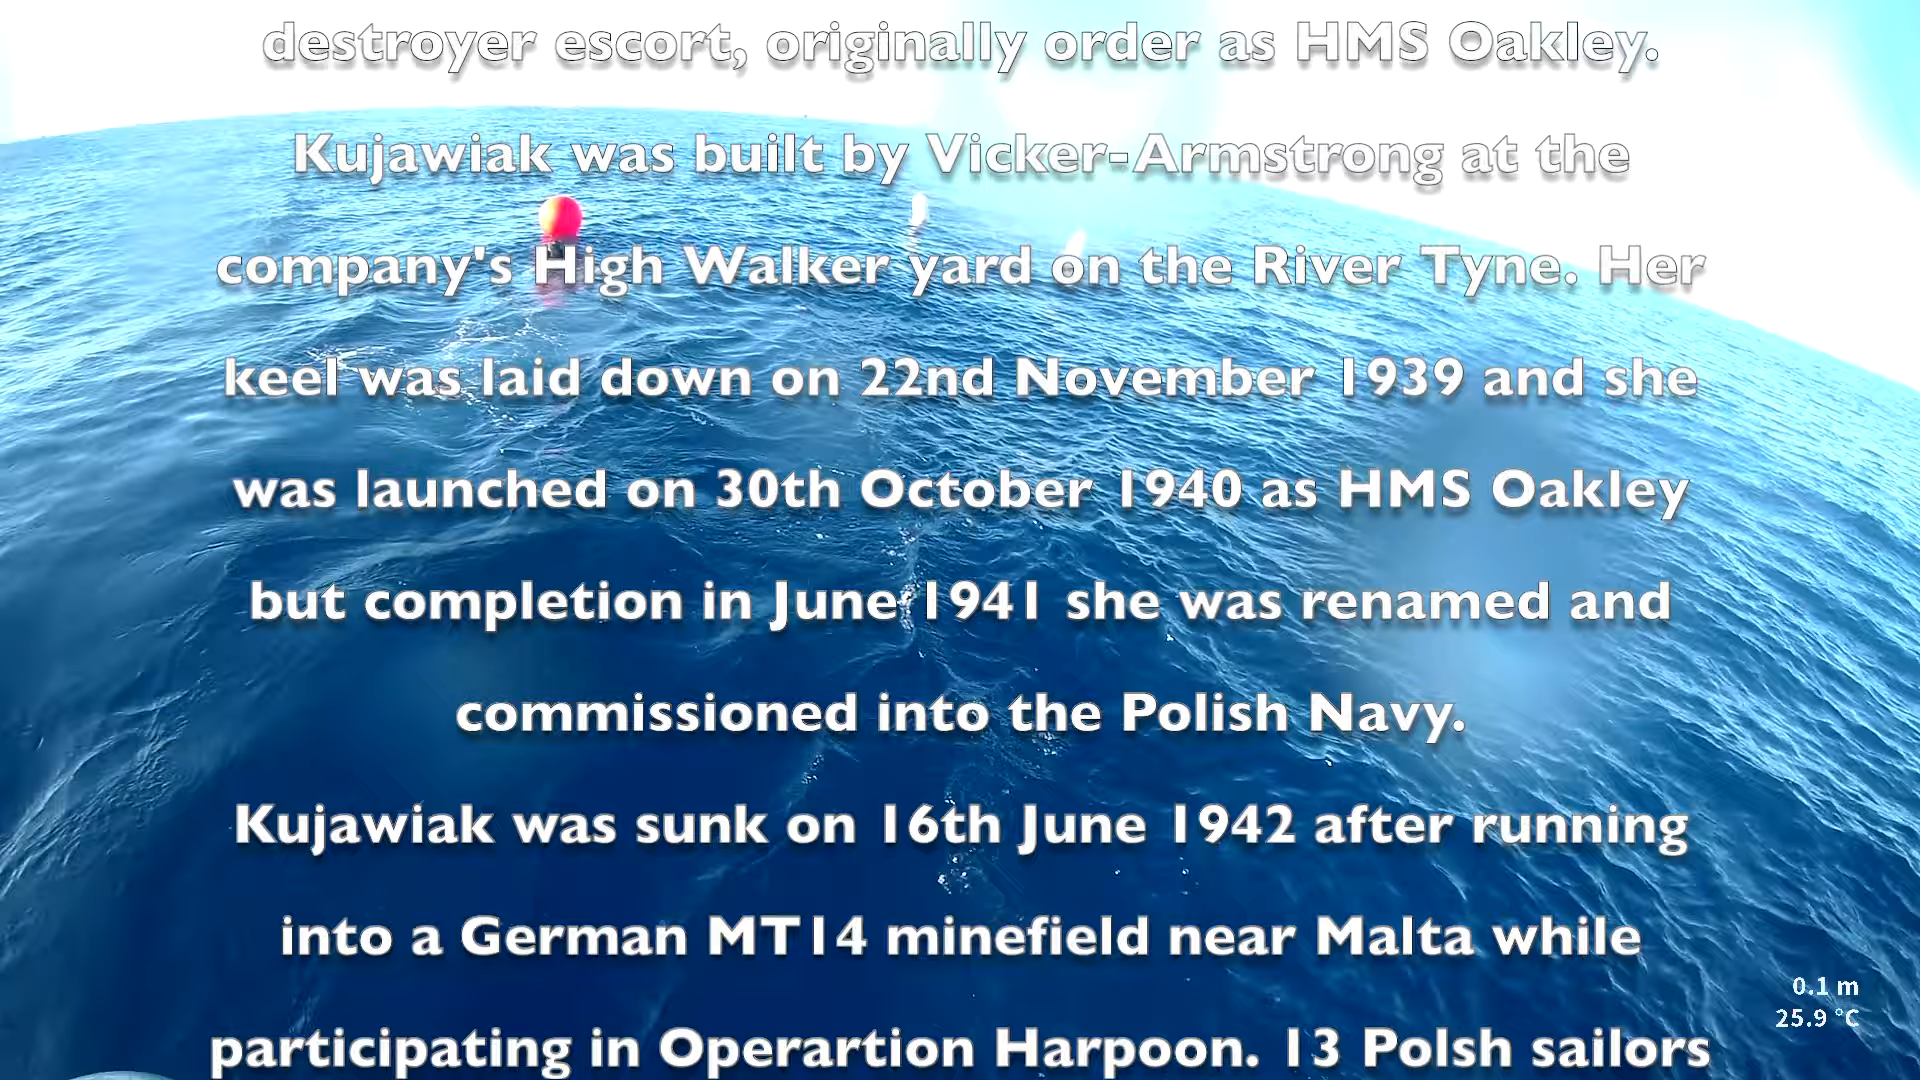 destroyer escort, originally order as HMS Oakley.
Kujawiak was built by Vicker-Armstrong at the
company's High Walker yard on the River Tyne. Her
keel was laid down on 22nd November 1939 and she
was launched on 30th October 1940 as HMS Oakley
but completion in June 1941 she was renamed and
commissioned into the Polish Navy.
Kujawiak was sunk on 16th June 1942 after running
into a German MT14 minefield near Malta while
participating in Operartion Harpoon. 13 Polsh sailors
0.1 m
25.9 °C